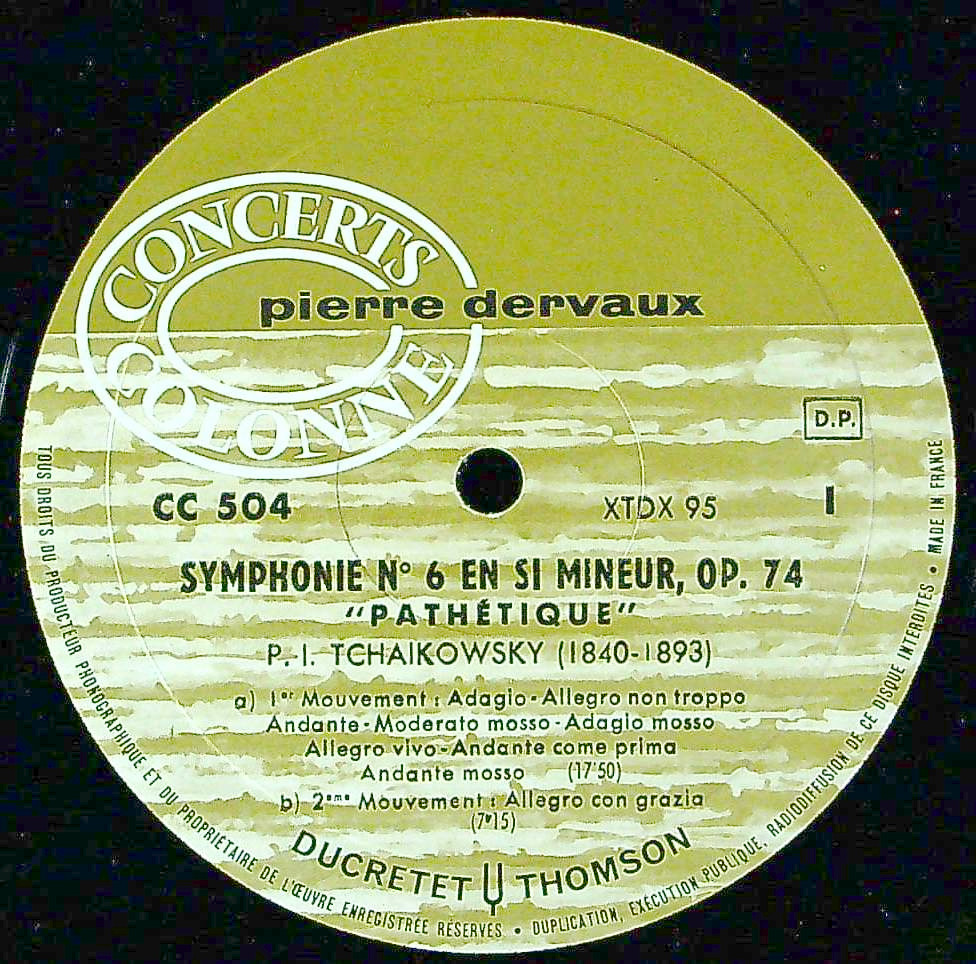 CONCERTS
COLONNE
pierre dervaux
D.P.
CC 504
XTDX 95
I
SYMPHONIE N° 6 EN SI MINEUR, OP. 74
“PATHÉTIQUE”
P. I. TCHAIKOWSKY (1840-1893)
a) 1er Mouvement : Adagio - Allegro non troppo
Andante - Moderato mosso - Adagio mosso
Allegro vivo - Andante come prima
Andante mosso (17'50)
b) 2eme Mouvement : Allegro con grazia
(7'15)
DUCRETET THOMSON
TOUS DROITS DU PRODUCTEUR PHONOGRAPHIQUE ET DU PROPRIÉTAIRE DE L'ŒUVRE ENREGISTRÉE RÉSERVÉS • DUPLICATION, EXÉCUTION PUBLIQUE, RADIODIFFUSION DE CE DISQUE INTERDITES • MADE IN FRANCE